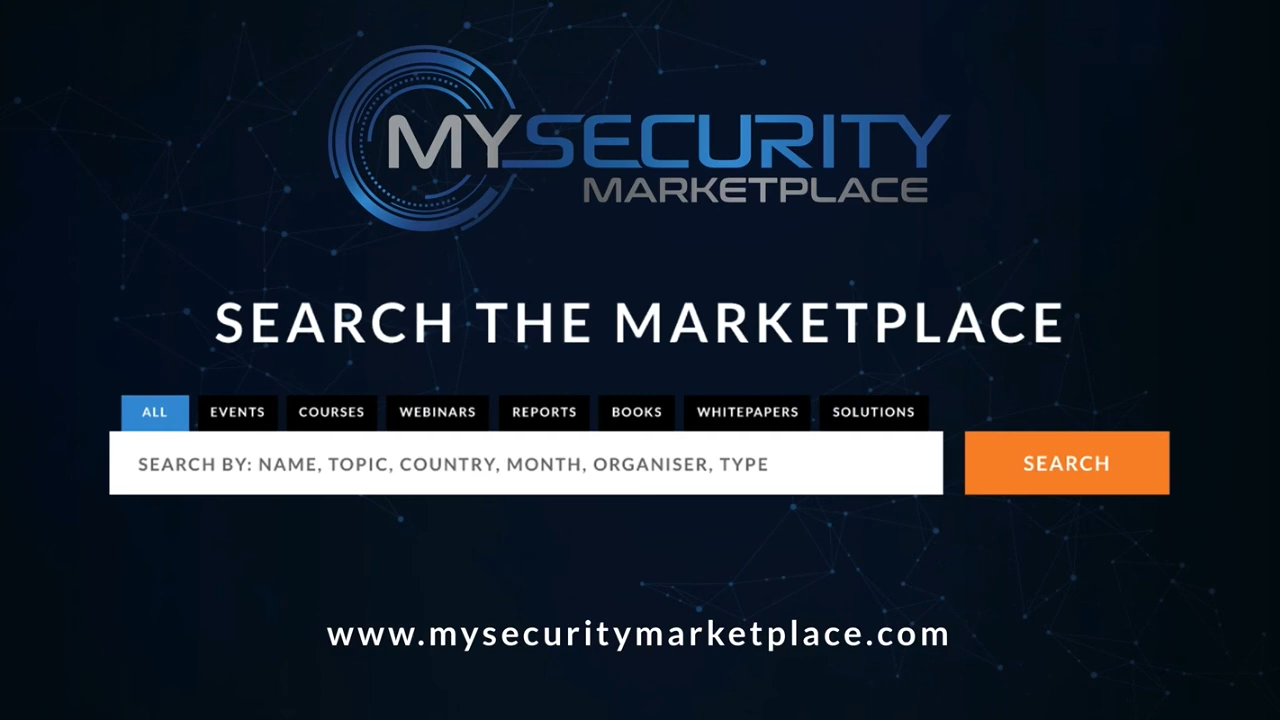 MYSECURITY
MARKETPLACE
SEARCH THE MARKETPLACE
ALL EVENTS COURSES WEBINARS REPORTS BOOKS WHITEPAPERS SOLUTIONS
SEARCH BY: NAME, TOPIC, COUNTRY, MONTH, ORGANISER, TYPE SEARCH
www.mysecuritymarketplace.com